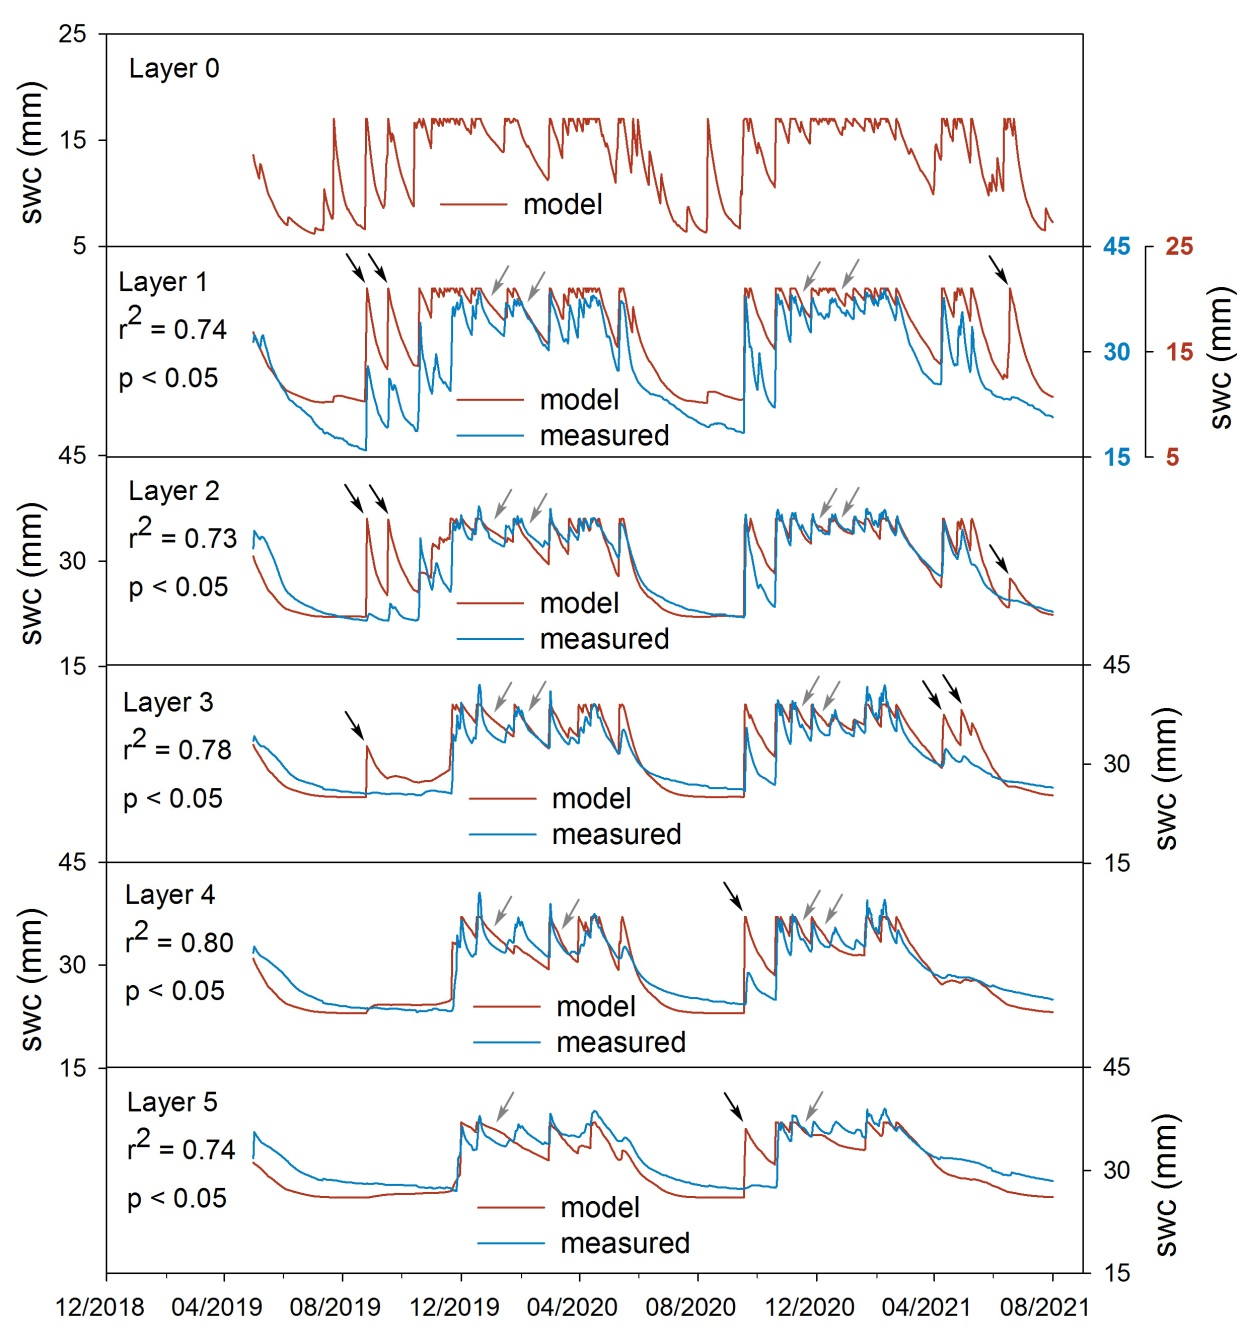 25
Layer 0
15
swc (mm)
model
5
45
25
Layer 1
r² = 0.74
30
15
swc (mm)
p < 0.05
model
measured
15
5
45
Layer 2
r² = 0.73
30
swc (mm)
p < 0.05
model
measured
15
45
Layer 3
r² = 0.78
30
swc (mm)
p < 0.05
model
measured
15
45
Layer 4
r² = 0.80
30
swc (mm)
p < 0.05
model
measured
15
45
Layer 5
r² = 0.74
30
swc (mm)
p < 0.05
model
measured
15
12/2018 04/2019 08/2019 12/2019 04/2020 08/2020 12/2020 04/2021 08/2021